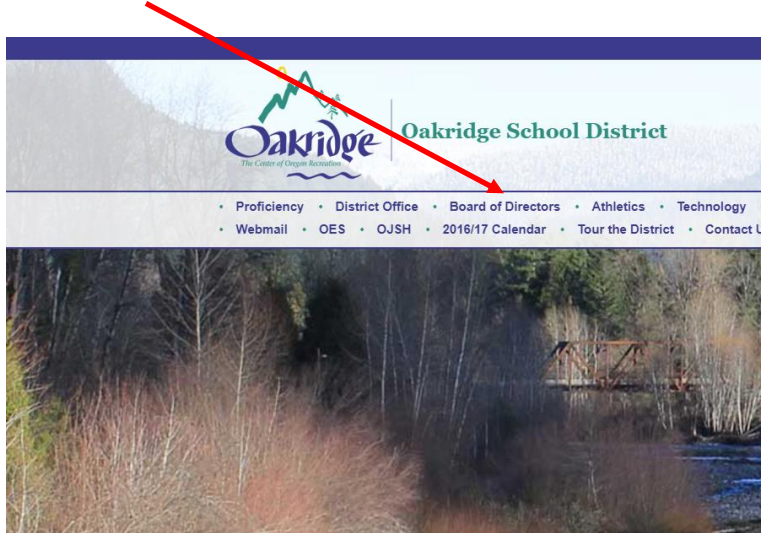 Oakridge
The Center of Oregon Recreation
Oakridge School District
• Proficiency • District Office • Board of Directors • Athletics • Technology
• Webmail • OES • OJSH • 2016/17 Calendar • Tour the District • Contact U